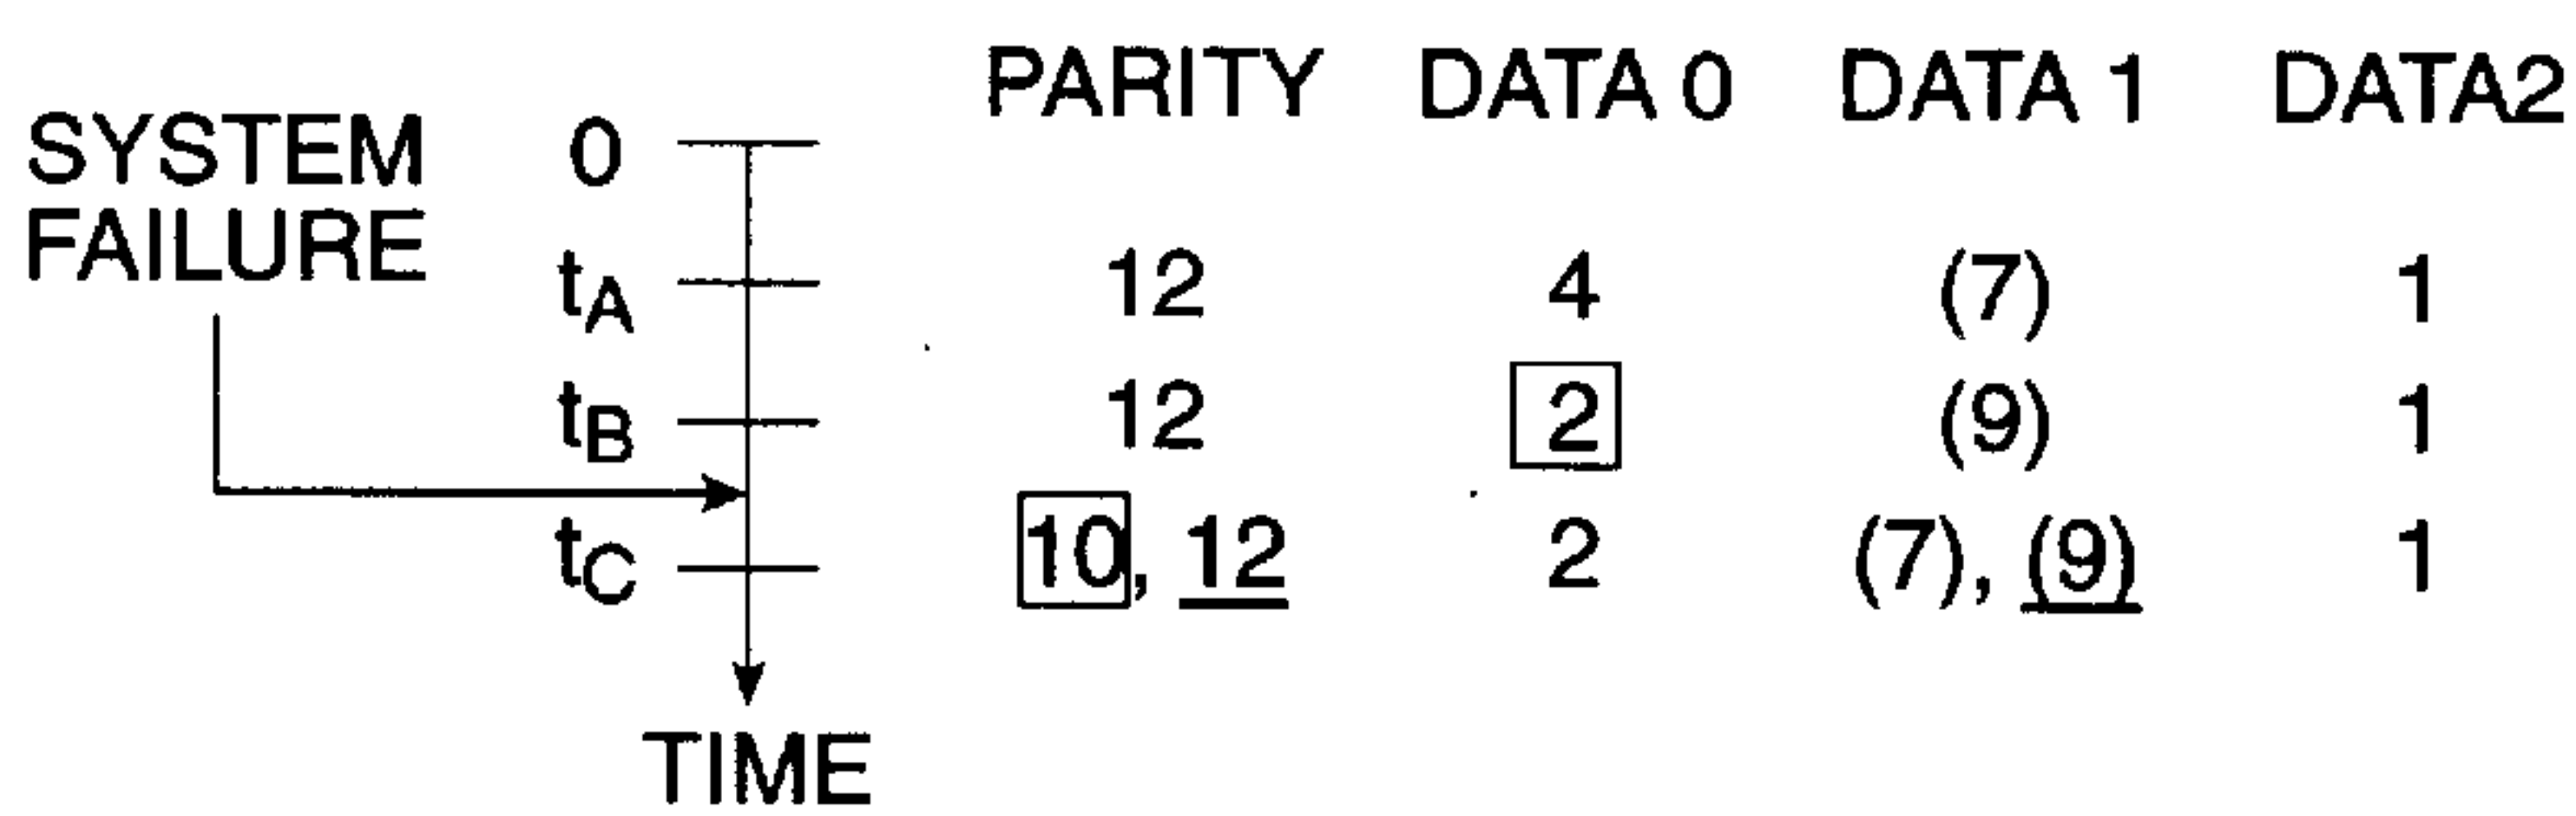 PARITY DATA 0 DATA 1 DATA2
SYSTEM 0
FAILURE
tA 12 4 (7) 1
tB 12 2 (9) 1
tC 10, 12 2 (7), (9) 1
TIME